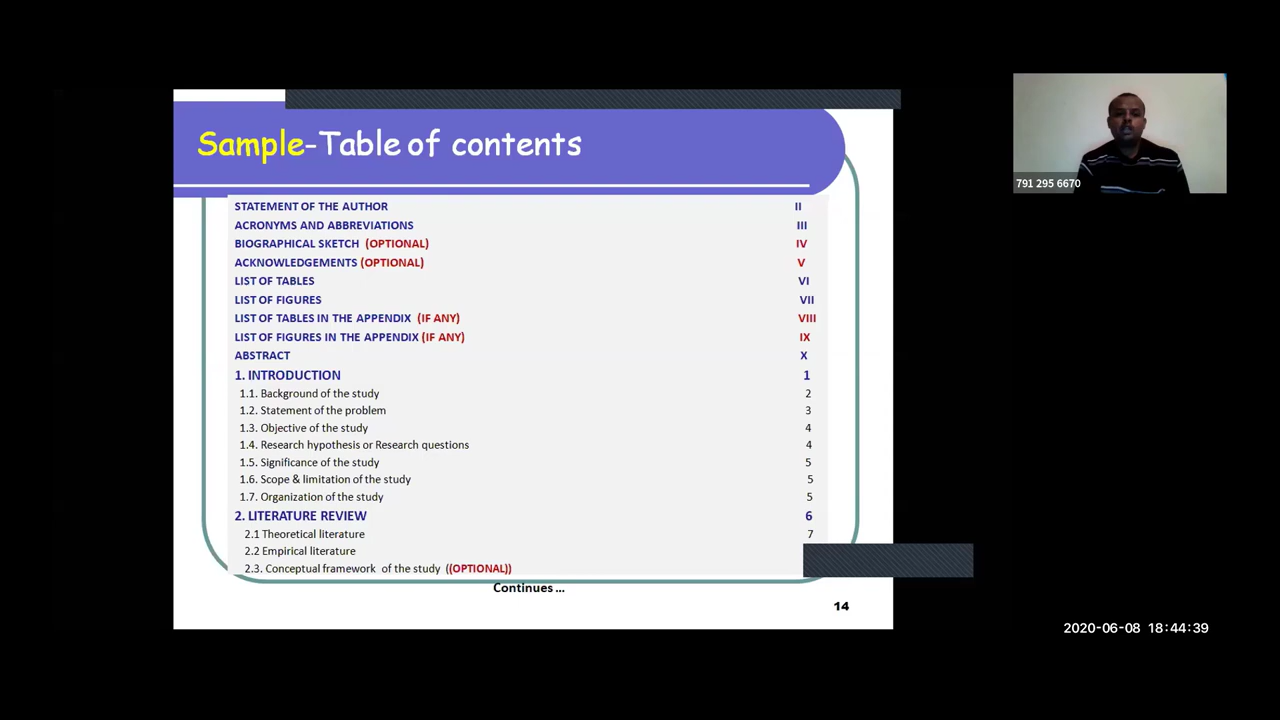 Sample-Table of contents
STATEMENT OF THE AUTHOR II
ACRONYMS AND ABBREVIATIONS III
BIOGRAPHICAL SKETCH (OPTIONAL) IV
ACKNOWLEDGEMENTS (OPTIONAL) V
LIST OF TABLES VI
LIST OF FIGURES VII
LIST OF TABLES IN THE APPENDIX (IF ANY) VIII
LIST OF FIGURES IN THE APPENDIX (IF ANY) IX
ABSTRACT X
1. INTRODUCTION 1
1.1. Background of the study 2
1.2. Statement of the problem 3
1.3. Objective of the study 4
1.4. Research hypothesis or Research questions 4
1.5. Significance of the study 5
1.6. Scope & limitation of the study 5
1.7. Organization of the study 5
2. LITERATURE REVIEW 6
2.1 Theoretical literature 7
2.2 Empirical literature
2.3. Conceptual framework of the study ((OPTIONAL))
Continues ...
14
791 295 6670
2020-06-08 18:44:39